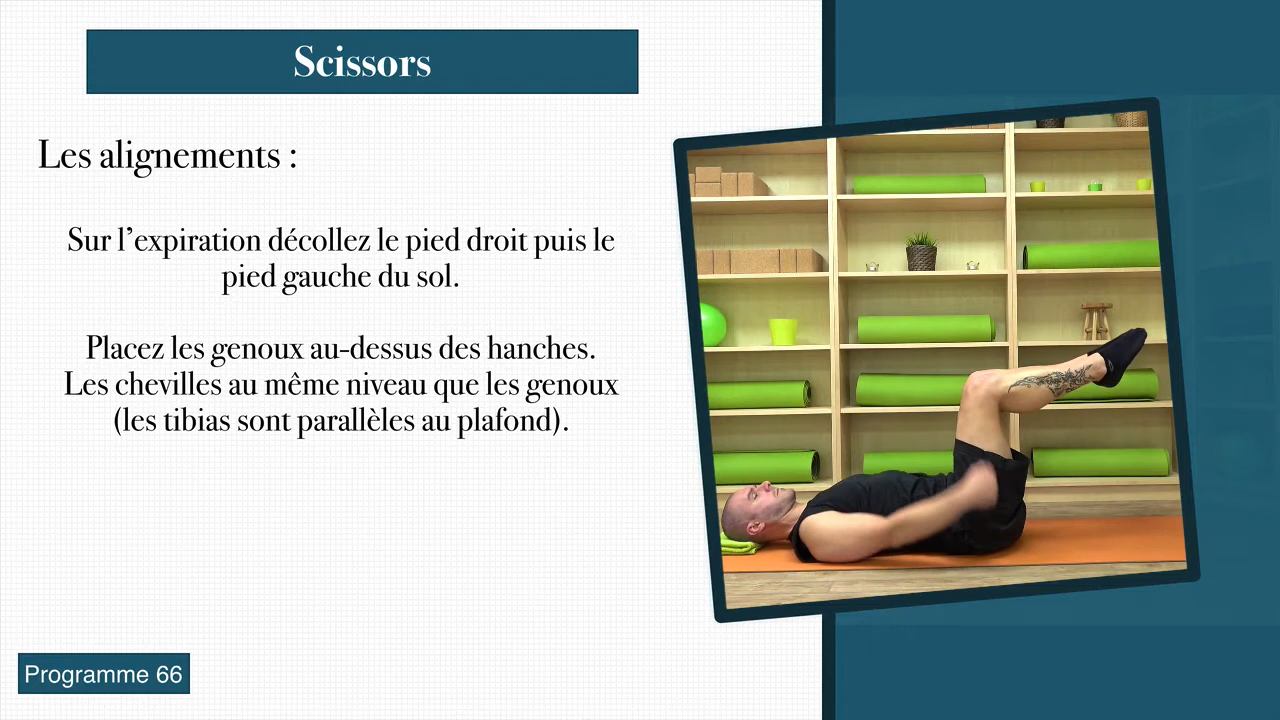 Scissors
Les alignements :
Sur l’expiration décollez le pied droit puis le
pied gauche du sol.
Placez les genoux au-dessus des hanches.
Les chevilles au même niveau que les genoux
(les tibias sont parallèles au plafond).
Programme 66